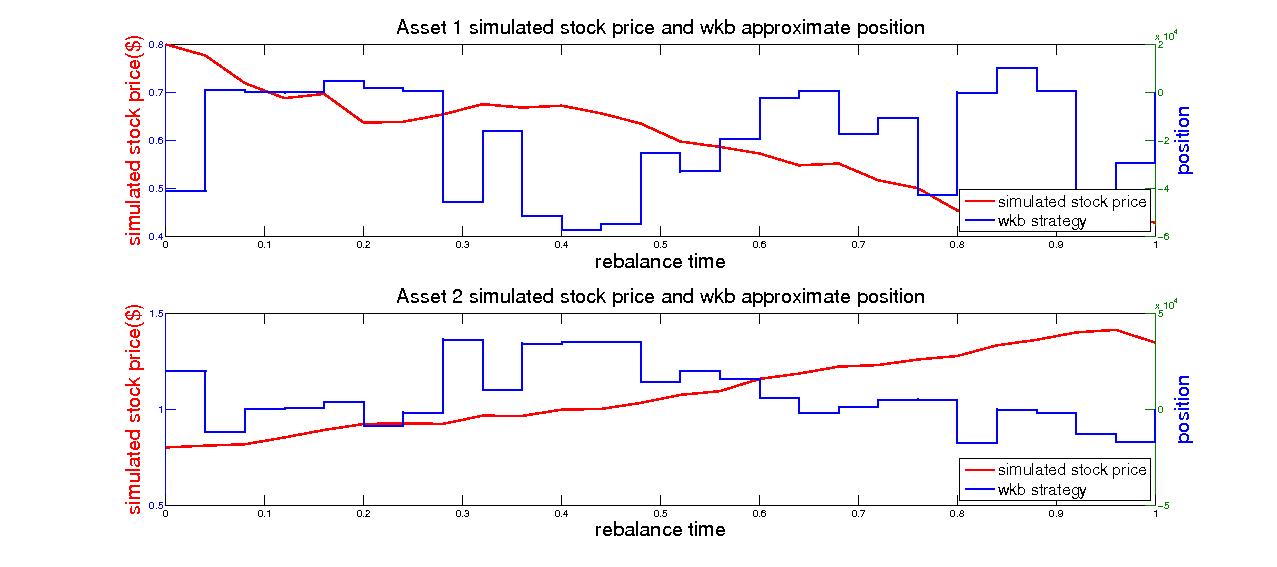 Asset 1 simulated stock price and wkb approximate position
simulated stock price($)
0.8
0.7
0.6
0.5
0.4
x 10^4
2
0
−2
−4
−6
position
simulated stock price
wkb strategy
0 0.1 0.2 0.3 0.4 0.5 0.6 0.7 0.8 0.9 1
rebalance time
Asset 2 simulated stock price and wkb approximate position
simulated stock price($)
1.5
1
0.5
x 10^4
5
0
−5
position
simulated stock price
wkb strategy
0 0.1 0.2 0.3 0.4 0.5 0.6 0.7 0.8 0.9 1
rebalance time